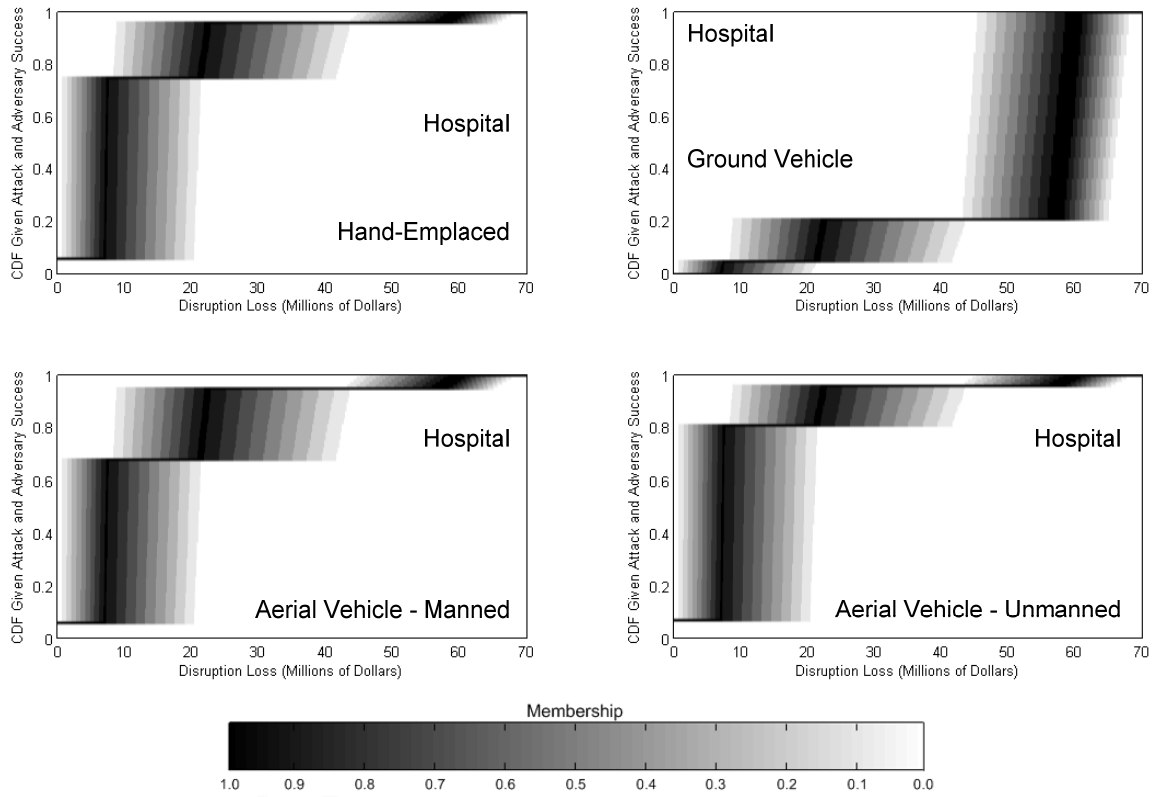 CDF Given Attack and Adversary Success
1
0.8
0.6
0.4
0.2
0
Hospital
Hand-Emplaced
0 10 20 30 40 50 60 70
Disruption Loss (Millions of Dollars)
CDF Given Attack and Adversary Success
1
0.8
0.6
0.4
0.2
0
Hospital
Ground Vehicle
0 10 20 30 40 50 60 70
Disruption Loss (Millions of Dollars)
CDF Given Attack and Adversary Success
1
0.8
0.6
0.4
0.2
0
Hospital
Aerial Vehicle - Manned
0 10 20 30 40 50 60 70
Disruption Loss (Millions of Dollars)
CDF Given Attack and Adversary Success
1
0.8
0.6
0.4
0.2
0
Hospital
Aerial Vehicle - Unmanned
0 10 20 30 40 50 60 70
Disruption Loss (Millions of Dollars)
Membership
1.0 0.9 0.8 0.7 0.6 0.5 0.4 0.3 0.2 0.1 0.0